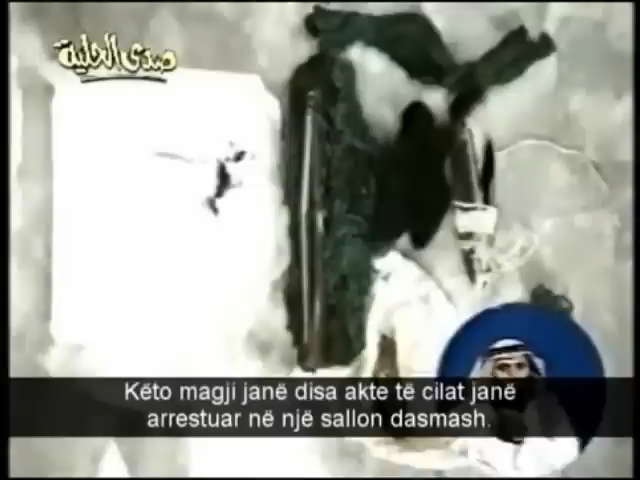 صدى الحلية
Këto magji janë disa akte të cilat janë
arrestuar në një sallon dasmash.